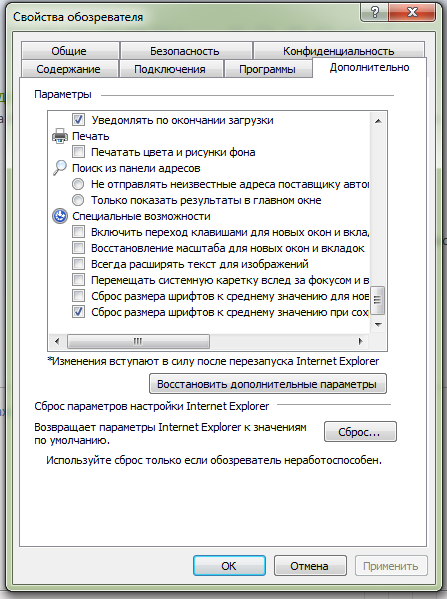 Свойства обозревателя
Общие Безопасность Конфиденциальность
Содержание Подключения Программы Дополнительно
Параметры
Уведомлять по окончании загрузки
Печать
Печатать цвета и рисунки фона
Поиск из панели адресов
Не отправлять неизвестные адреса поставщику авто
Только показать результаты в главном окне
Специальные возможности
Включить переход клавишами для новых окон и вкла
Восстановление масштаба для новых окон и вкладок
Всегда расширять текст для изображений
Перемещать системную каретку вслед за фокусом и в
Сброс размера шрифтов к среднему значению для нов
Сброс размера шрифтов к среднему значению при сох
*Изменения вступают в силу после перезапуска Internet Explorer
Восстановить дополнительные параметры
Сброс параметров настройки Internet Explorer
Возвращает параметры Internet Explorer к значениям
по умолчанию.
Сброс...
Используйте сброс только если обозреватель неработоспособен.
ОК Отмена Применить